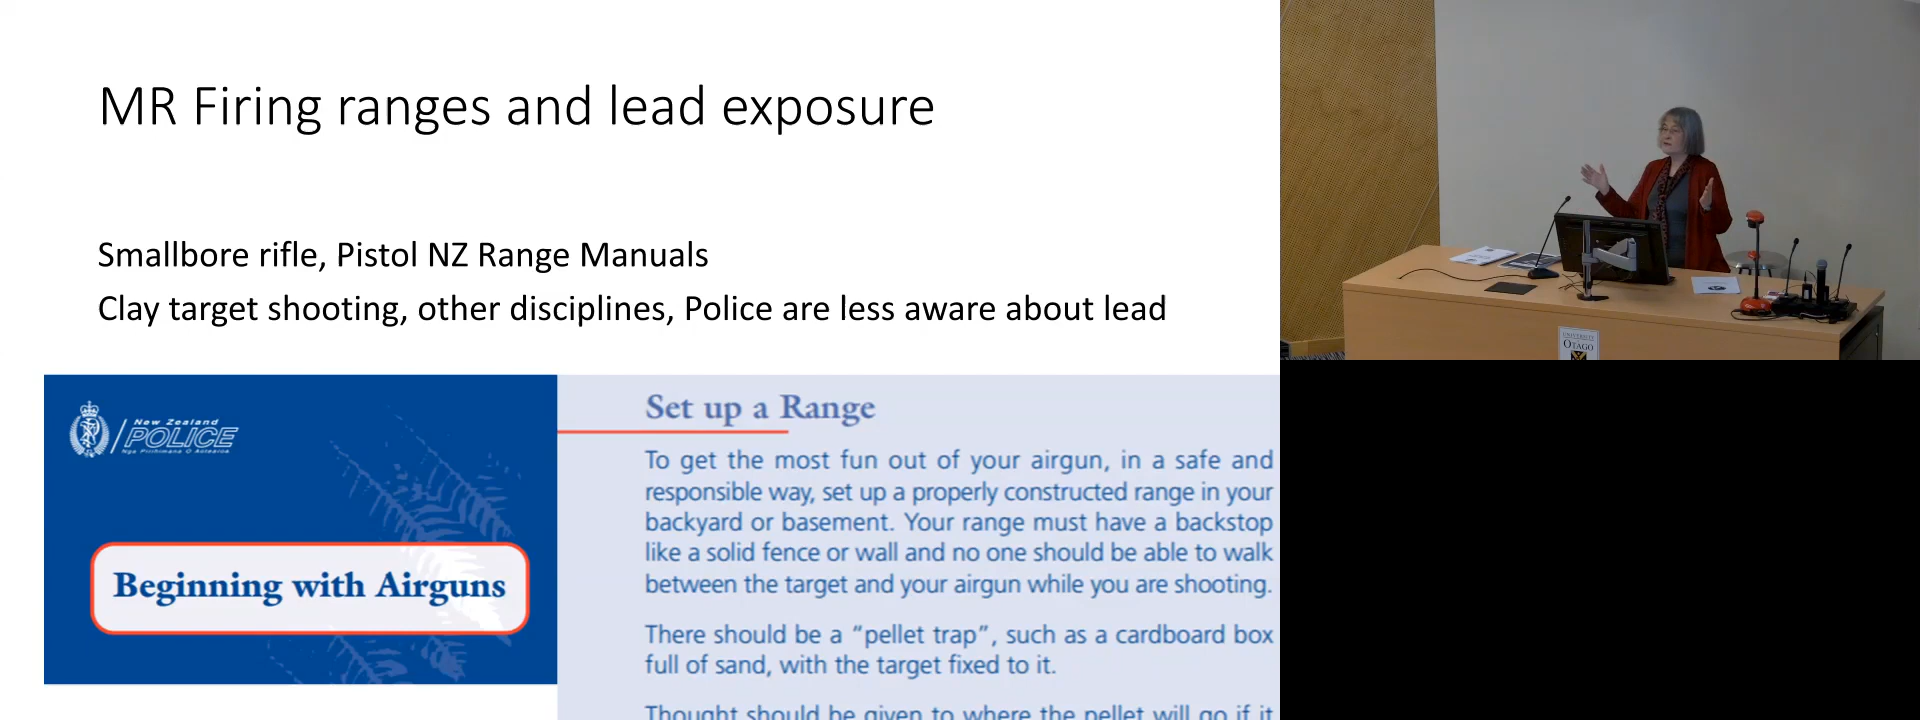 MR Firing ranges and lead exposure
Smallbore rifle, Pistol NZ Range Manuals
Clay target shooting, other disciplines, Police are less aware about lead
New Zealand
POLICE
Nga Pirihimana O Aotearoa
Beginning with Airguns
Set up a Range
To get the most fun out of your airgun, in a safe and
responsible way, set up a properly constructed range in your
backyard or basement. Your range must have a backstop
like a solid fence or wall and no one should be able to walk
between the target and your airgun while you are shooting.
There should be a “pellet trap”, such as a cardboard box
full of sand, with the target fixed to it.
Thought should be given to where the pellet will go if it
UNIVERSITY
OTAGO